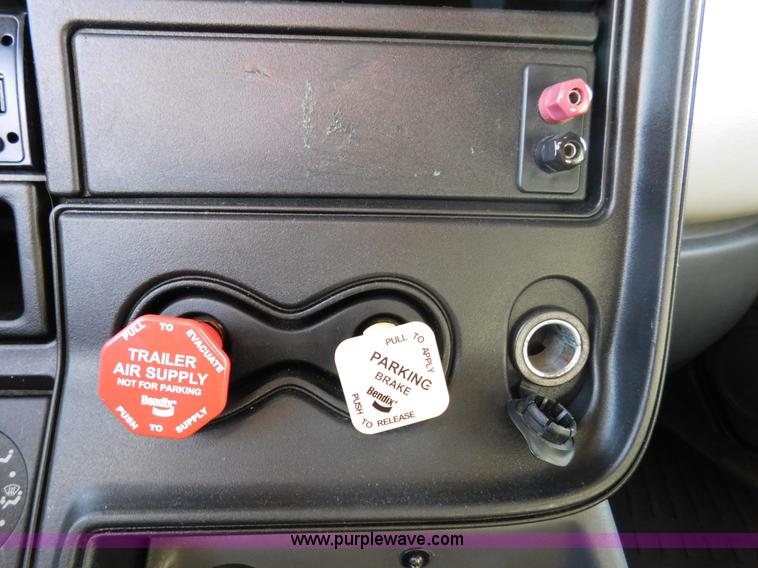 PULL TO EVACUATE
TRAILER
AIR SUPPLY
NOT FOR PARKING
Bendix®
PUSH TO SUPPLY
PULL TO APPLY
PARKING
BRAKE
Bendix®
PUSH TO RELEASE
www.purplewave.com